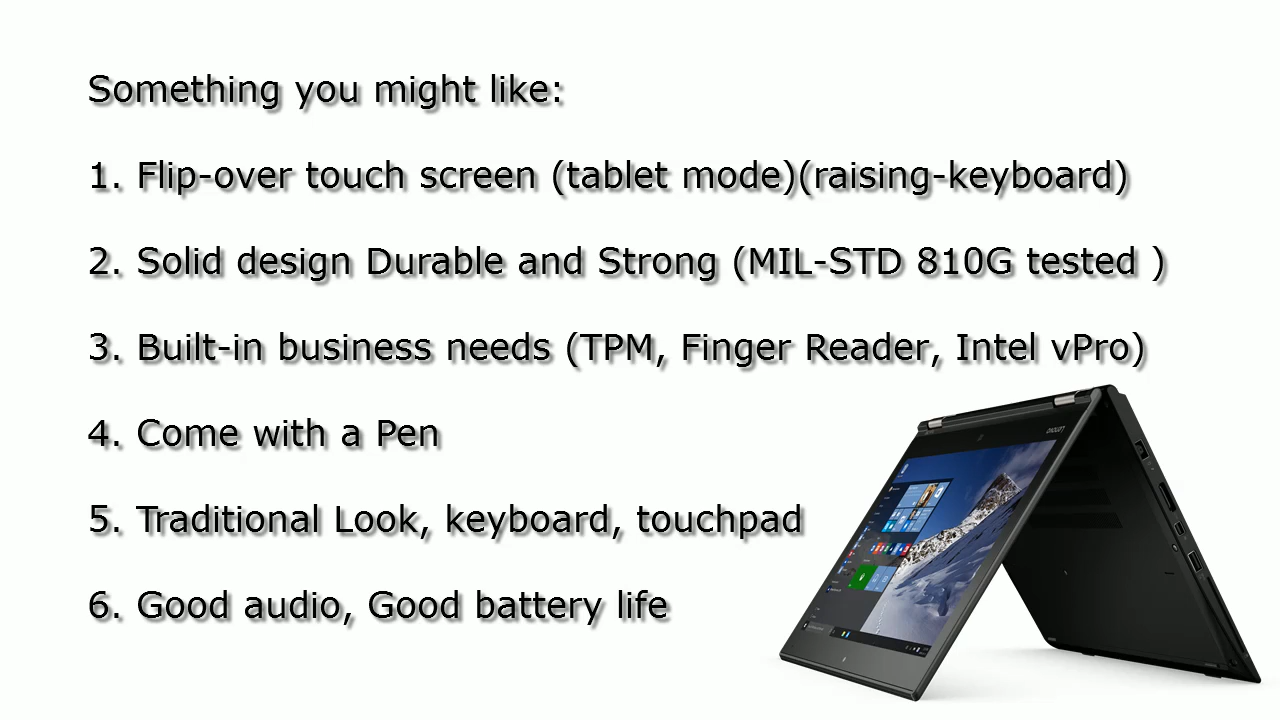 Something you might like:
1. Flip-over touch screen (tablet mode)(raising-keyboard)
2. Solid design Durable and Strong (MIL-STD 810G tested )
3. Built-in business needs (TPM, Finger Reader, Intel vPro)
4. Come with a Pen
5. Traditional Look, keyboard, touchpad
6. Good audio, Good battery life
Lenovo